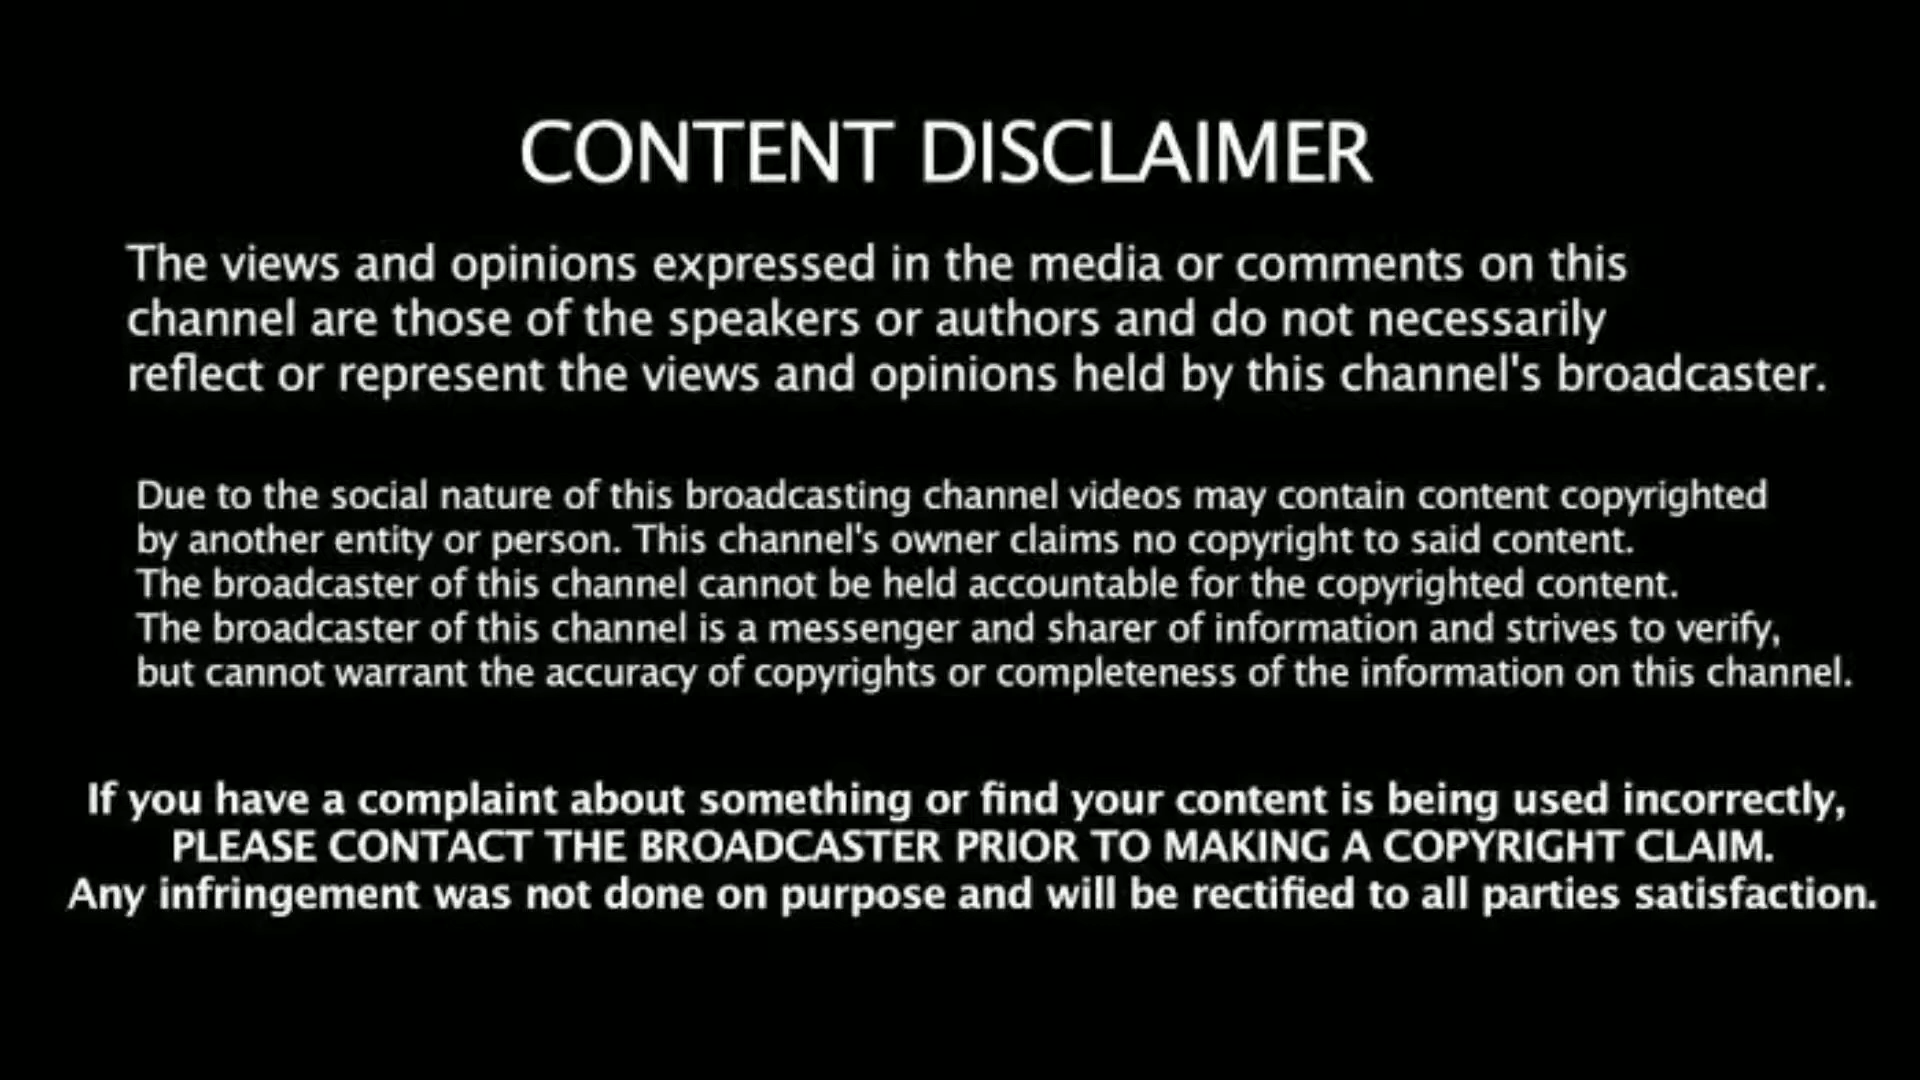 CONTENT DISCLAIMER
The views and opinions expressed in the media or comments on this
channel are those of the speakers or authors and do not necessarily
reflect or represent the views and opinions held by this channel's broadcaster.
Due to the social nature of this broadcasting channel videos may contain content copyrighted
by another entity or person. This channel's owner claims no copyright to said content.
The broadcaster of this channel cannot be held accountable for the copyrighted content.
The broadcaster of this channel is a messenger and sharer of information and strives to verify,
but cannot warrant the accuracy of copyrights or completeness of the information on this channel.
If you have a complaint about something or find your content is being used incorrectly,
PLEASE CONTACT THE BROADCASTER PRIOR TO MAKING A COPYRIGHT CLAIM.
Any infringement was not done on purpose and will be rectified to all parties satisfaction.